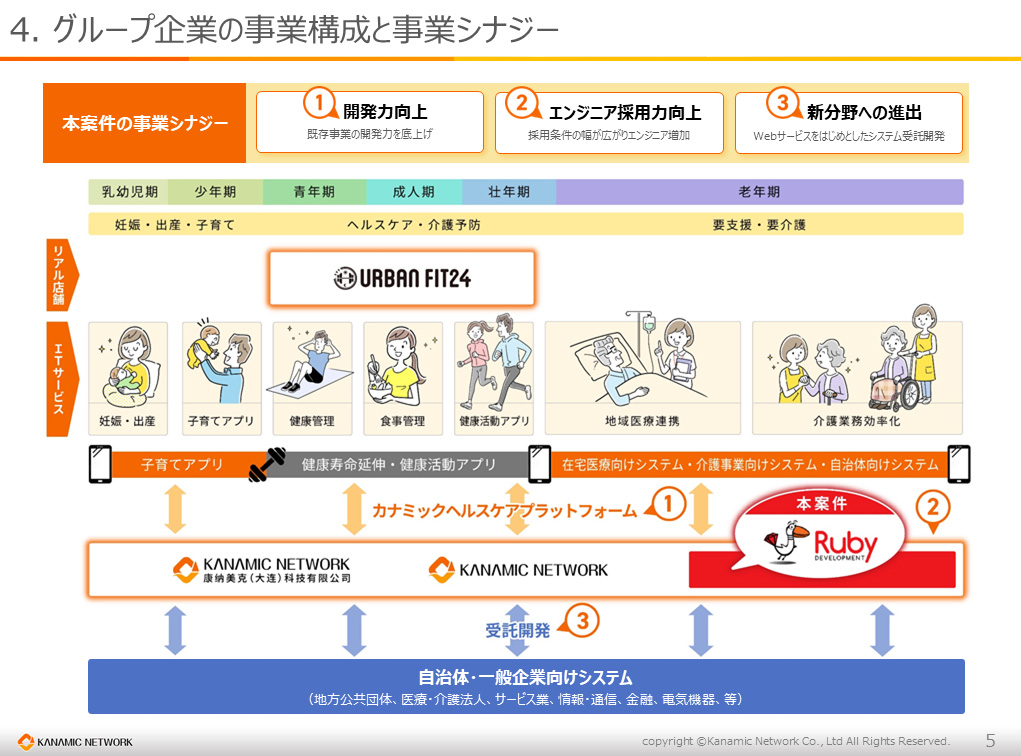 4. グループ企業の事業構成と事業シナジー
本案件の事業シナジー
1 開発力向上
既存事業の開発力を底上げ
2 エンジニア採用力向上
採用条件の幅が広がりエンジニア増加
3 新分野への進出
Webサービスをはじめとしたシステム受託開発
乳幼児期 少年期 青年期 成人期 壮年期 老年期
妊娠・出産・子育て ヘルスケア・介護予防 要支援・要介護
リアル店舗
URBAN FIT24
ITサービス
妊娠・出産 子育てアプリ 健康管理 食事管理 健康活動アプリ 地域医療連携 介護業務効率化
子育てアプリ 健康寿命延伸・健康活動アプリ 在宅医療向けシステム・介護事業向けシステム・自治体向けシステム
カナミックヘルスケアプラットフォーム 1
本案件 2
Ruby
DEVELOPMENT
KANAMIC NETWORK
康纳美克(大连)科技有限公司
KANAMIC NETWORK
受託開発 3
自治体・一般企業向けシステム
（地方公共団体、医療・介護法人、サービス業、情報・通信、金融、電気機器、等）
KANAMIC NETWORK
copyright ©Kanamic Network Co., Ltd All Rights Reserved.
5